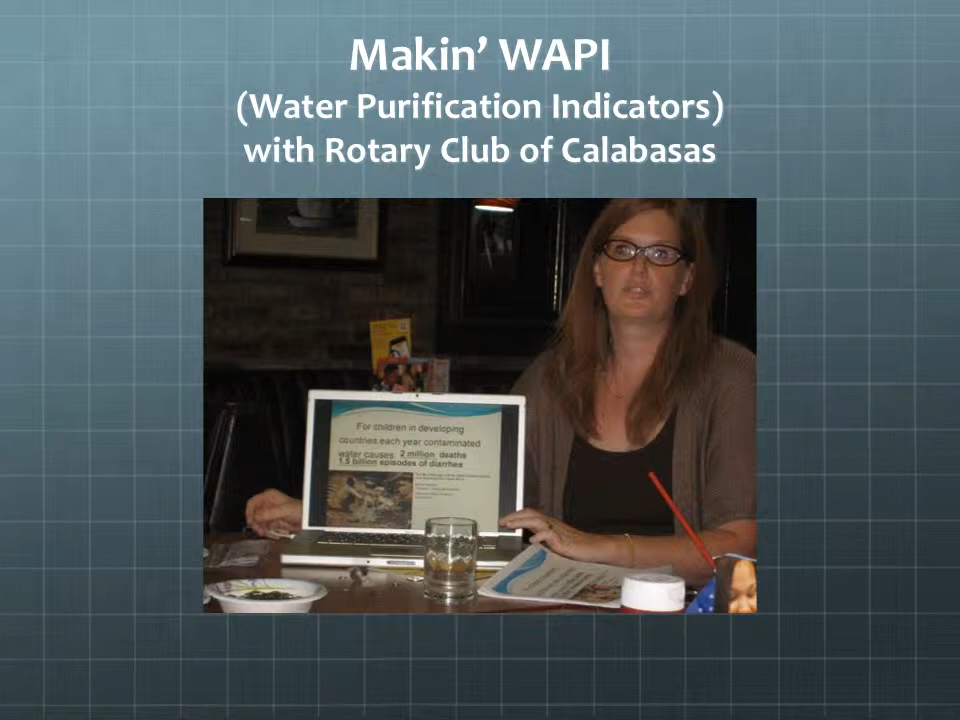 Makin’ WAPI
(Water Purification Indicators)
with Rotary Club of Calabasas
For children in developing
countries each year contaminated
water causes: 2 million deaths
1.5 billion episodes of diarrhea